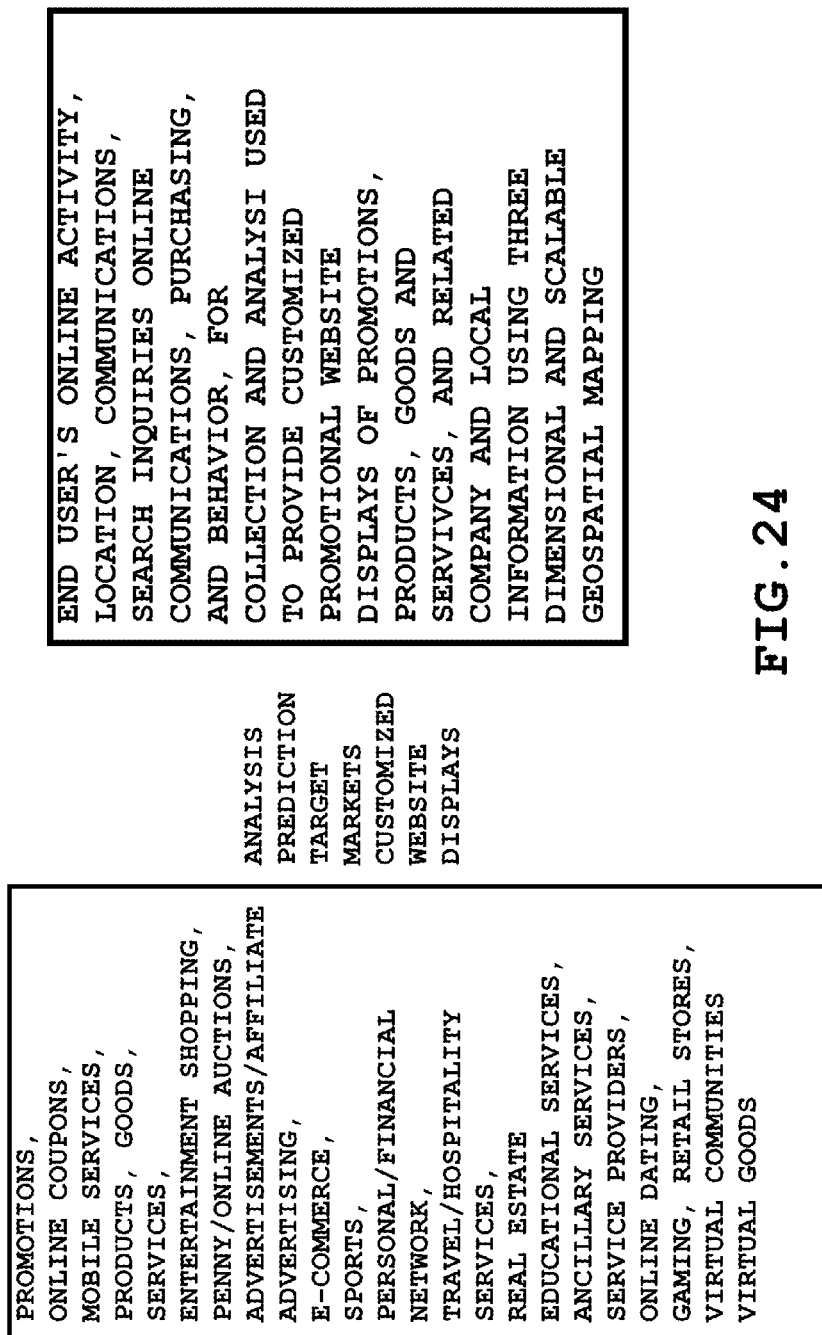 PROMOTIONS,
ONLINE COUPONS,
MOBILE SERVICES,
PRODUCTS, GOODS,
SERVICES,
ENTERTAINMENT SHOPPING,
PENNY/ONLINE AUCTIONS,
ADVERTISEMENTS/AFFILIATE
ADVERTISING,
E-COMMERCE,
SPORTS,
PERSONAL/FINANCIAL
NETWORK,
TRAVEL/HOSPITALITY
SERVICES,
REAL ESTATE
EDUCATIONAL SERVICES,
ANCILLARY SERVICES,
SERVICE PROVIDERS,
ONLINE DATING,
GAMING, RETAIL STORES,
VIRTUAL COMMUNITIES
VIRTUAL GOODS
ANALYSIS
PREDICTION
TARGET
MARKETS
CUSTOMIZED
WEBSITE
DISPLAYS
END USER'S ONLINE ACTIVITY,
LOCATION, COMMUNICATIONS,
SEARCH INQUIRIES ONLINE
COMMUNICATIONS, PURCHASING,
AND BEHAVIOR, FOR
COLLECTION AND ANALYSI USED
TO PROVIDE CUSTOMIZED
PROMOTIONAL WEBSITE
DISPLAYS OF PROMOTIONS,
PRODUCTS, GOODS AND
SERVIVCES, AND RELATED
COMPANY AND LOCAL
INFORMATION USING THREE
DIMENSIONAL AND SCALABLE
GEOSPATIAL MAPPING
FIG.24